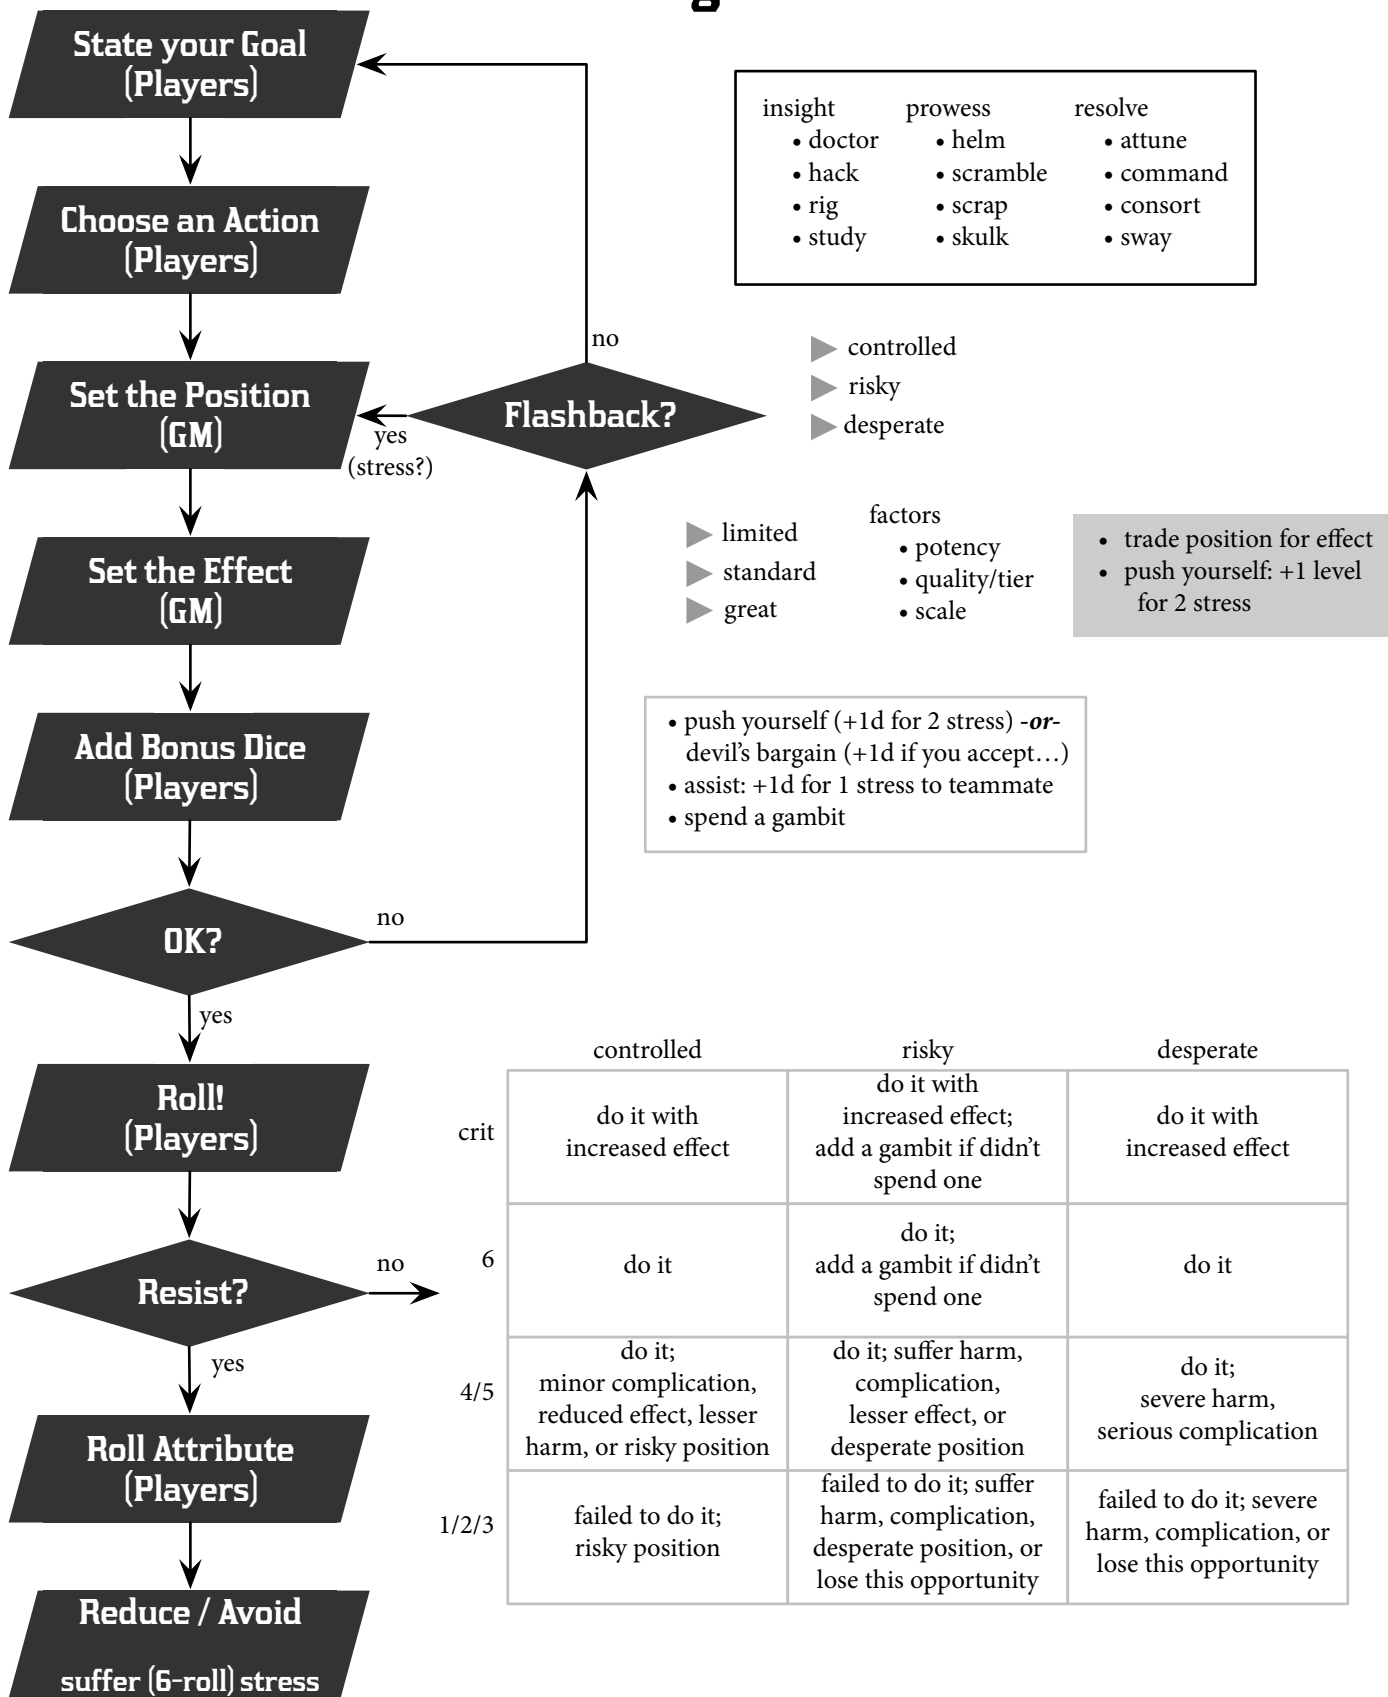 State your Goal
(Players)
insight
• doctor
• hack
• rig
• study
prowess
• helm
• scramble
• scrap
• skulk
resolve
• attune
• command
• consort
• sway
Choose an Action
(Players)
no
controlled
risky
desperate
Set the Position
(GM)
Flashback?
yes
(stress?)
limited
standard
great
factors
• potency
• quality/tier
• scale
• trade position for effect
• push yourself: +1 level
for 2 stress
Set the Effect
(GM)
• push yourself (+1d for 2 stress) -or-
devil's bargain (+1d if you accept…)
• assist: +1d for 1 stress to teammate
• spend a gambit
Add Bonus Dice
(Players)
OK?
no
yes
Roll!
(Players)
Resist?
no
yes
Roll Attribute
(Players)
Reduce / Avoid
suffer (6-roll) stress
controlled
risky
desperate
crit
do it with
increased effect
do it with
increased effect;
add a gambit if didn't
spend one
do it with
increased effect
6
do it
do it;
add a gambit if didn't
spend one
do it
4/5
do it;
minor complication,
reduced effect, lesser
harm, or risky position
do it; suffer harm,
complication,
lesser effect, or
desperate position
do it;
severe harm,
serious complication
1/2/3
failed to do it;
risky position
failed to do it; suffer
harm, complication,
desperate position, or
lose this opportunity
failed to do it; severe
harm, complication, or
lose this opportunity